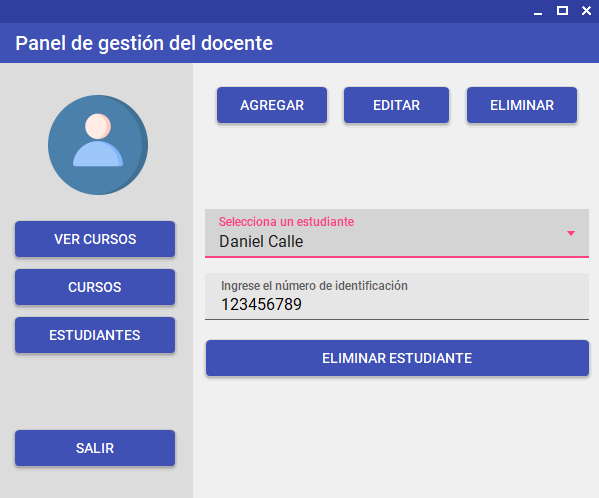 Panel de gestión del docente
AGREGAR
EDITAR
ELIMINAR
VER CURSOS
CURSOS
ESTUDIANTES
SALIR
Selecciona un estudiante
Daniel Calle
Ingrese el número de identificación
123456789
ELIMINAR ESTUDIANTE